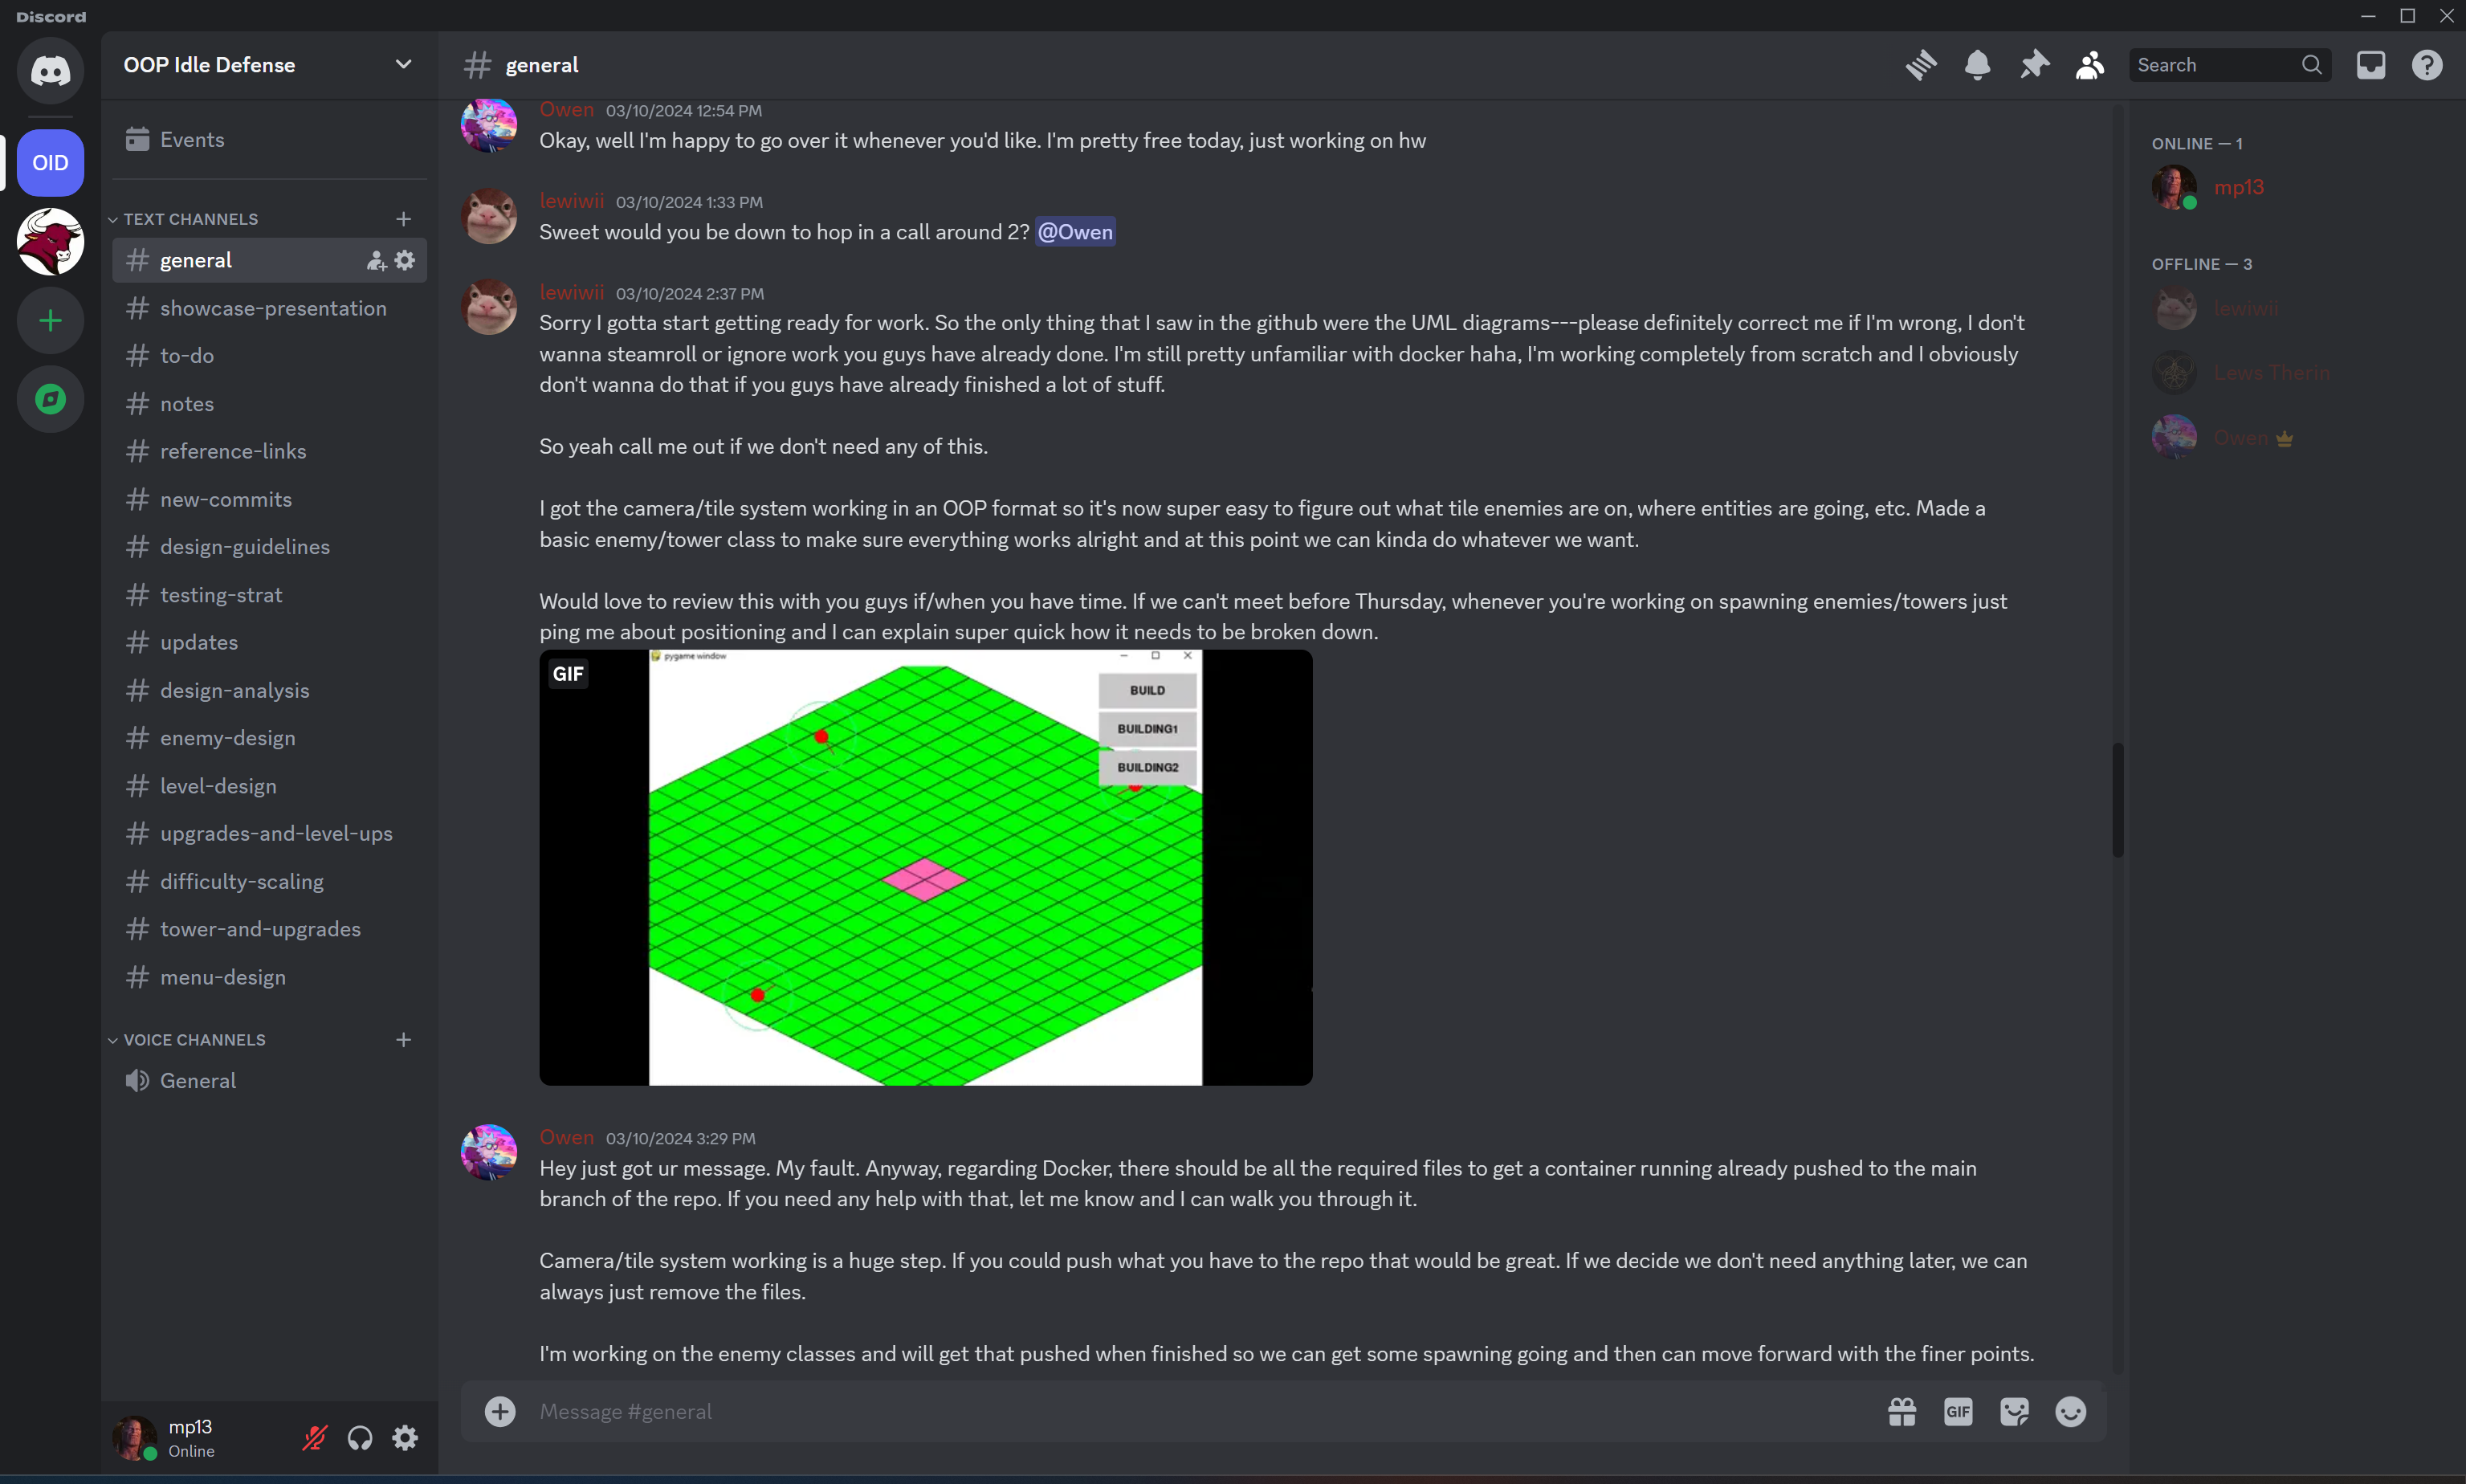 Discord
OOP Idle Defense
general
Search
OID
Events
TEXT CHANNELS
general
showcase-presentation
to-do
notes
reference-links
new-commits
design-guidelines
testing-strat
updates
design-analysis
enemy-design
level-design
upgrades-and-level-ups
difficulty-scaling
tower-and-upgrades
menu-design
VOICE CHANNELS
General
mp13
Online
Owen 03/10/2024 12:54 PM
Okay, well I'm happy to go over it whenever you'd like. I'm pretty free today, just working on hw
lewiwii 03/10/2024 1:33 PM
Sweet would you be down to hop in a call around 2? @Owen
lewiwii 03/10/2024 2:37 PM
Sorry I gotta start getting ready for work. So the only thing that I saw in the github were the UML diagrams---please definitely correct me if I'm wrong, I don't
wanna steamroll or ignore work you guys have already done. I'm still pretty unfamiliar with docker haha, I'm working completely from scratch and I obviously
don't wanna do that if you guys have already finished a lot of stuff.
So yeah call me out if we don't need any of this.
I got the camera/tile system working in an OOP format so it's now super easy to figure out what tile enemies are on, where entities are going, etc. Made a
basic enemy/tower class to make sure everything works alright and at this point we can kinda do whatever we want.
Would love to review this with you guys if/when you have time. If we can't meet before Thursday, whenever you're working on spawning enemies/towers just
ping me about positioning and I can explain super quick how it needs to be broken down.
GIF
pygame window
BUILD
BUILDING1
BUILDING2
Owen 03/10/2024 3:29 PM
Hey just got ur message. My fault. Anyway, regarding Docker, there should be all the required files to get a container running already pushed to the main
branch of the repo. If you need any help with that, let me know and I can walk you through it.
Camera/tile system working is a huge step. If you could push what you have to the repo that would be great. If we decide we don't need anything later, we can
always just remove the files.
I'm working on the enemy classes and will get that pushed when finished so we can get some spawning going and then can move forward with the finer points.
Message #general
GIF
ONLINE — 1
mp13
OFFLINE — 3
lewiwii
Lews Therin
Owen